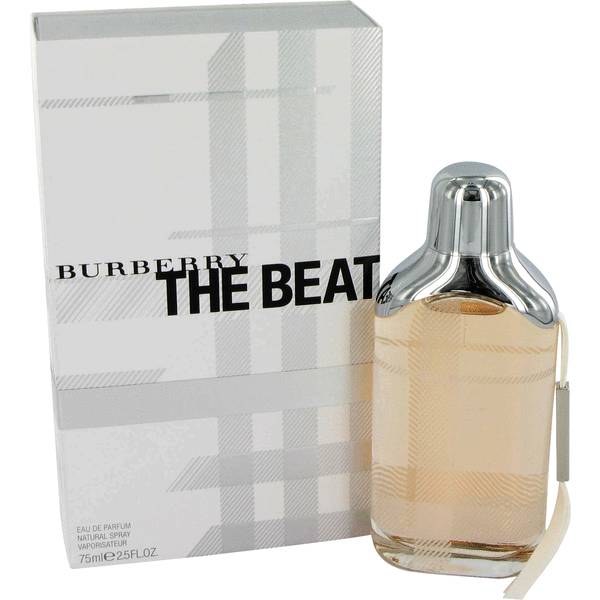 BURBERRY
THE BEAT
EAU DE PARFUM
NATURAL SPRAY
VAPORISATEUR
75ml e 2.5FL.OZ.